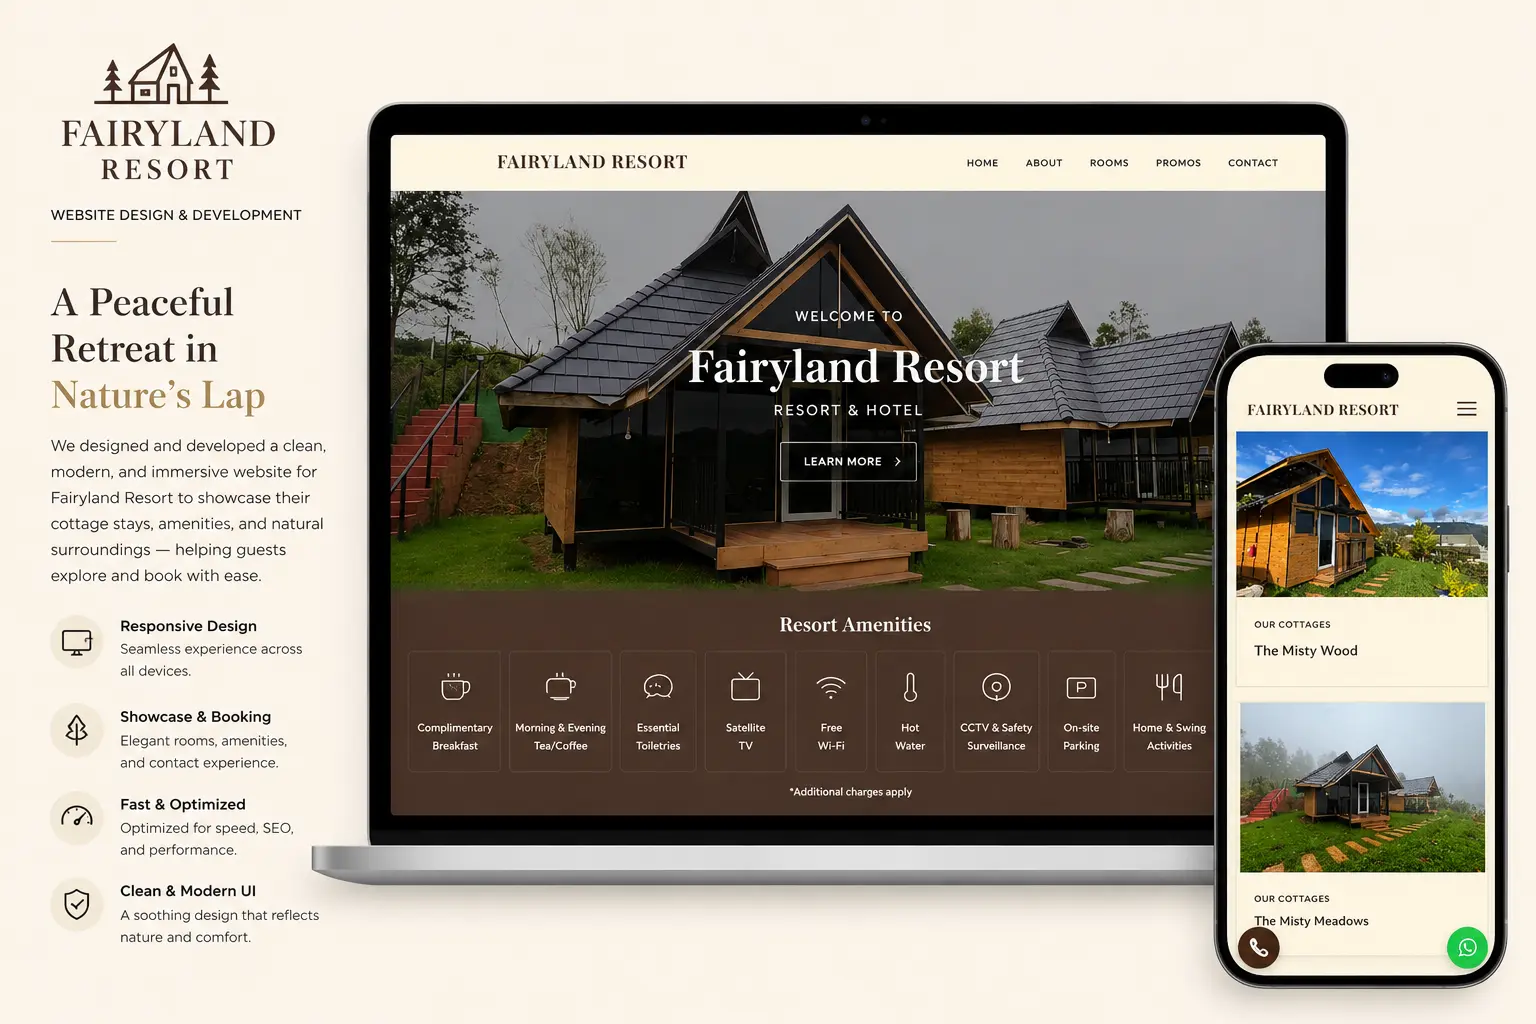 FAIRYLAND
RESORT
WEBSITE DESIGN & DEVELOPMENT
A Peaceful
Retreat in
Nature's Lap
We designed and developed a clean,
modern, and immersive website for
Fairyland Resort to showcase their
cottage stays, amenities, and natural
surroundings — helping guests
explore and book with ease.
Responsive Design
Seamless experience across
all devices.
Showcase & Booking
Elegant rooms, amenities,
and contact experience.
Fast & Optimized
Optimized for speed, SEO,
and performance.
Clean & Modern UI
A soothing design that reflects
nature and comfort.
FAIRYLAND RESORT
HOME ABOUT ROOMS PROMOS CONTACT
WELCOME TO
Fairyland Resort
RESORT & HOTEL
LEARN MORE
Resort Amenities
Complimentary
Breakfast
Morning & Evening
Tea/Coffee
Essential
Toiletries
Satellite
TV
Free
Wi-Fi
Hot
Water
CCTV & Safety
Surveillance
P
On-site
Parking
Home & Swing
Activities
*Additional charges apply
FAIRYLAND RESORT
OUR COTTAGES
The Misty Wood
OUR COTTAGES
The Misty Meadows